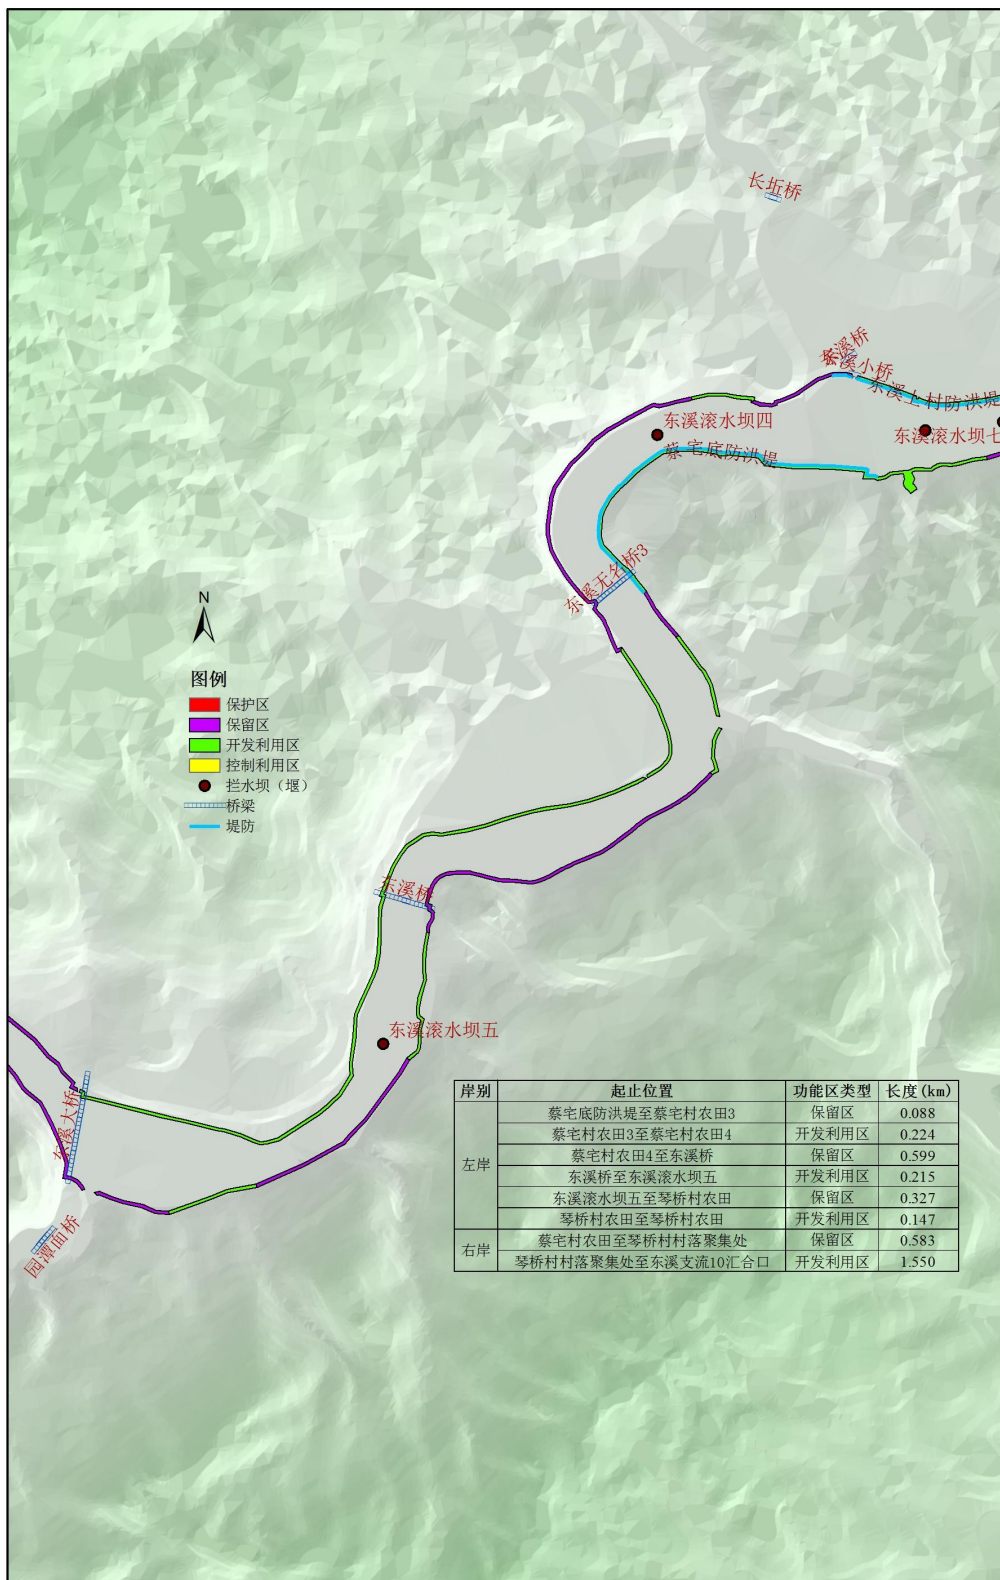 长垢桥
东溪桥
东溪小桥
东溪上村防洪堤
东溪滚水坝四
东溪滚水坝七
蔡宅底防洪堤
东溪无名桥3
N
图例
保护区
保留区
开发利用区
控制利用区
拦水坝（堰）
桥梁
堤防
东溪桥
东溪滚水坝五
东溪大桥
园潭面桥
岸别 起止位置 功能区类型 长度(km)
左岸 蔡宅底防洪堤至蔡宅村农田3 保留区 0.088
蔡宅村农田3至蔡宅村农田4 开发利用区 0.224
蔡宅村农田4至东溪桥 保留区 0.599
东溪桥至东溪滚水坝五 开发利用区 0.215
东溪滚水坝五至琴桥村农田 保留区 0.327
琴桥村农田至琴桥村农田 开发利用区 0.147
右岸 蔡宅村农田至琴桥村村落聚集处 保留区 0.583
琴桥村村落聚集处至东溪支流10汇合口 开发利用区 1.550